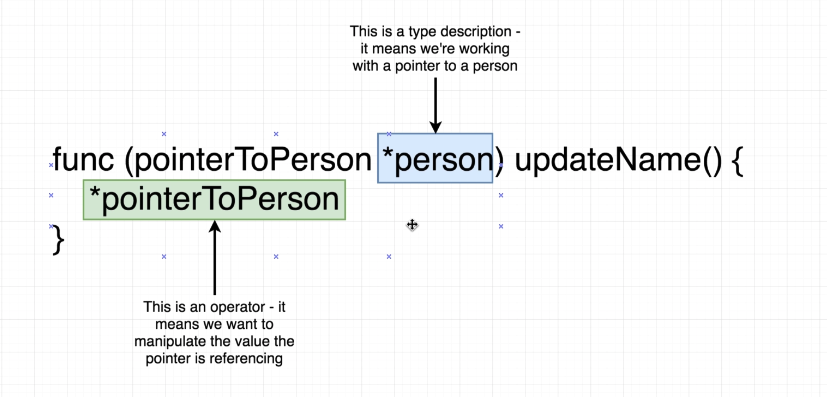 This is a type description -
it means we're working
with a pointer to a person
func (pointerToPerson *person) updateName() {
*pointerToPerson
}
This is an operator - it
means we want to
manipulate the value the
pointer is referencing